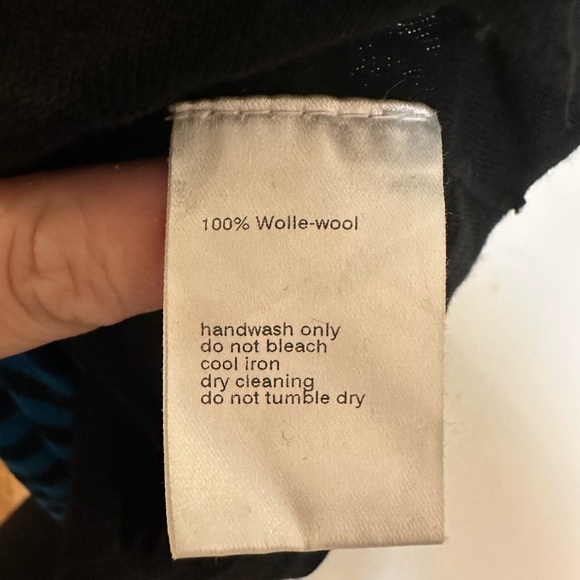 100% Wolle-wool
handwash only
do not bleach
cool iron
dry cleaning
do not tumble dry